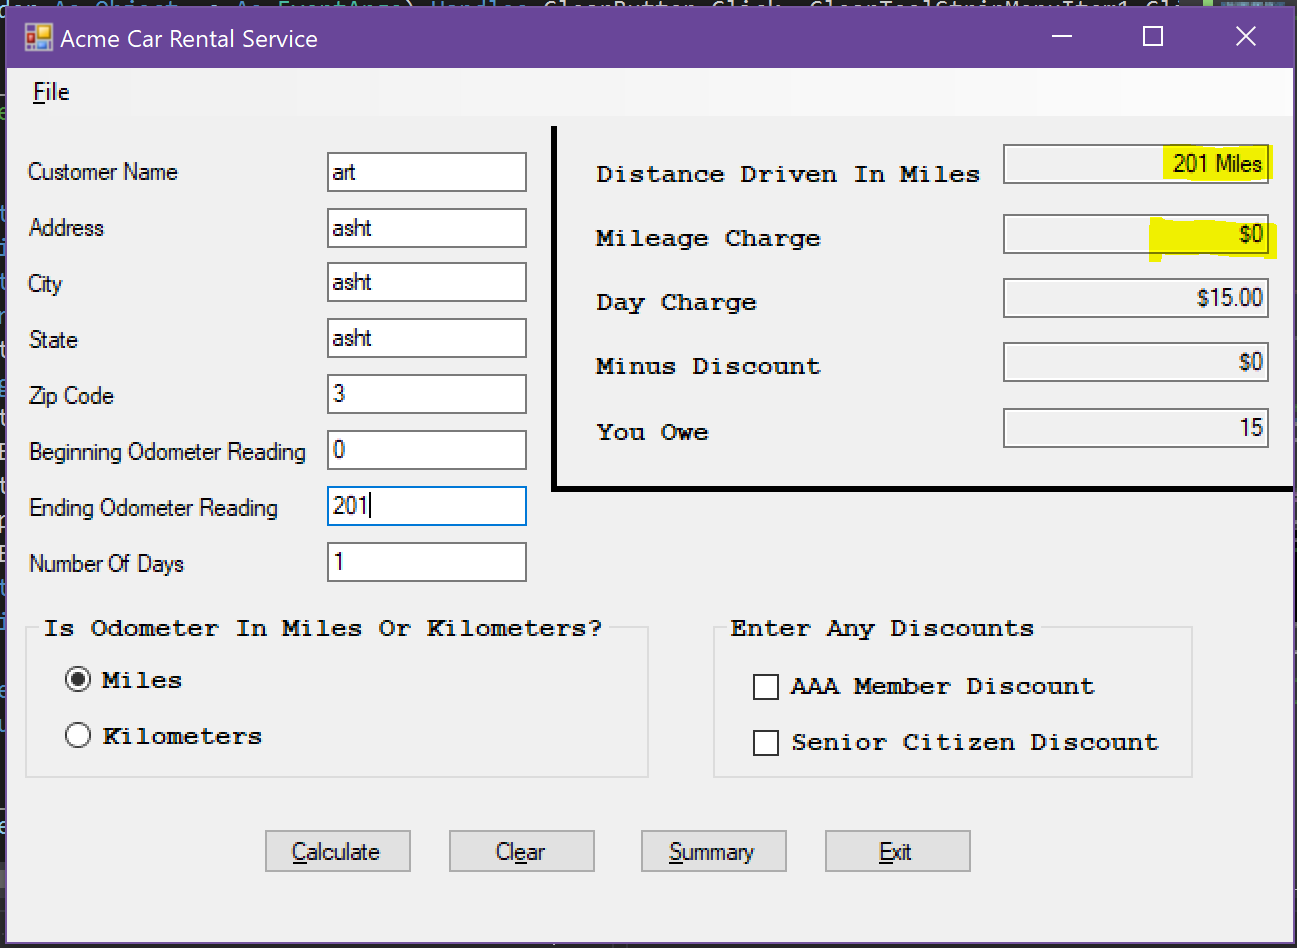 Acme Car Rental Service
File
Customer Name art
Address asht
City asht
State asht
Zip Code 3
Beginning Odometer Reading 0
Ending Odometer Reading 201
Number Of Days 1
Distance Driven In Miles 201 Miles
Mileage Charge $0
Day Charge $15.00
Minus Discount $0
You Owe 15
Is Odometer In Miles Or Kilometers?
Miles
Kilometers
Enter Any Discounts
AAA Member Discount
Senior Citizen Discount
Calculate Clear Summary Exit